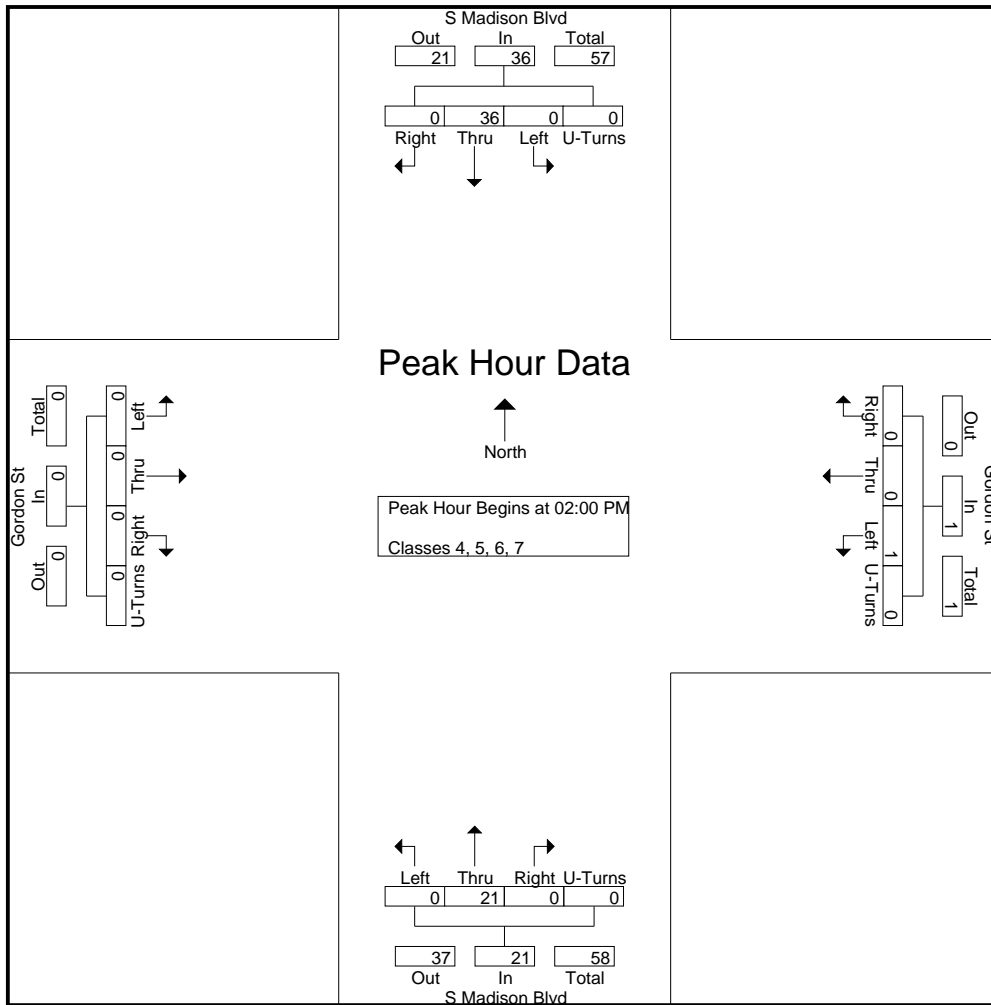 S Madison Blvd
Out In Total
21 36 57
0 36 0 0
Right Thru Left U-Turns
Peak Hour Data
North
Peak Hour Begins at 02:00 PM
Classes 4, 5, 6, 7
Gordon St
Out In Total
0 0 0
0 0 0 0
U-Turns Right Thru Left
Gordon St
Out In Total
0 1 1
0 0 1 0
Right Thru Left U-Turns
Left Thru Right U-Turns
0 21 0 0
37 21 58
Out In Total
S Madison Blvd